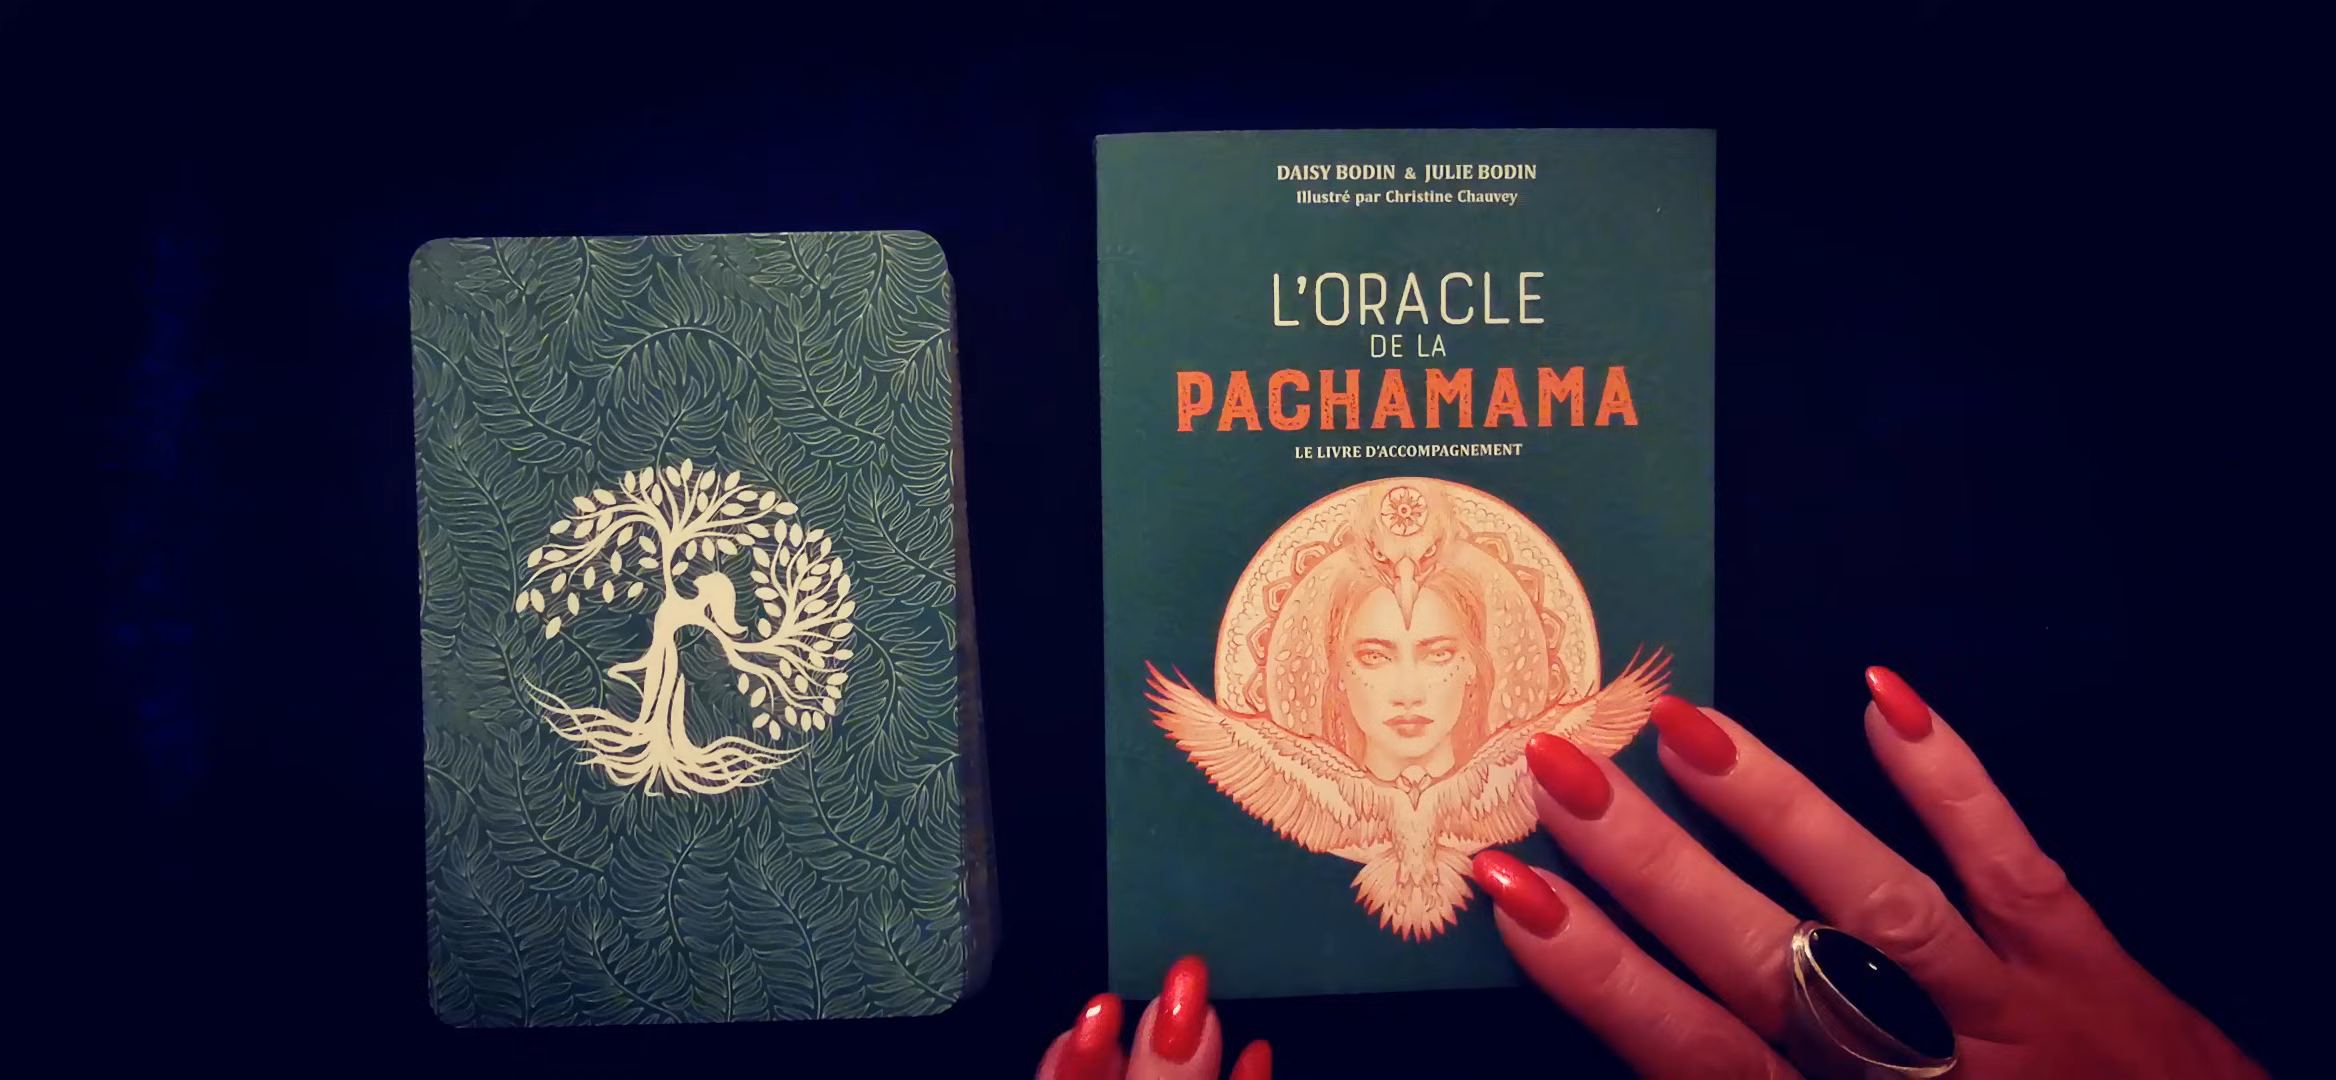 DAISY BODIN & JULIE BODIN
Illustré par Christine Chauvey
L'ORACLE
DE LA
PACHAMAMA
LE LIVRE D'ACCOMPAGNEMENT